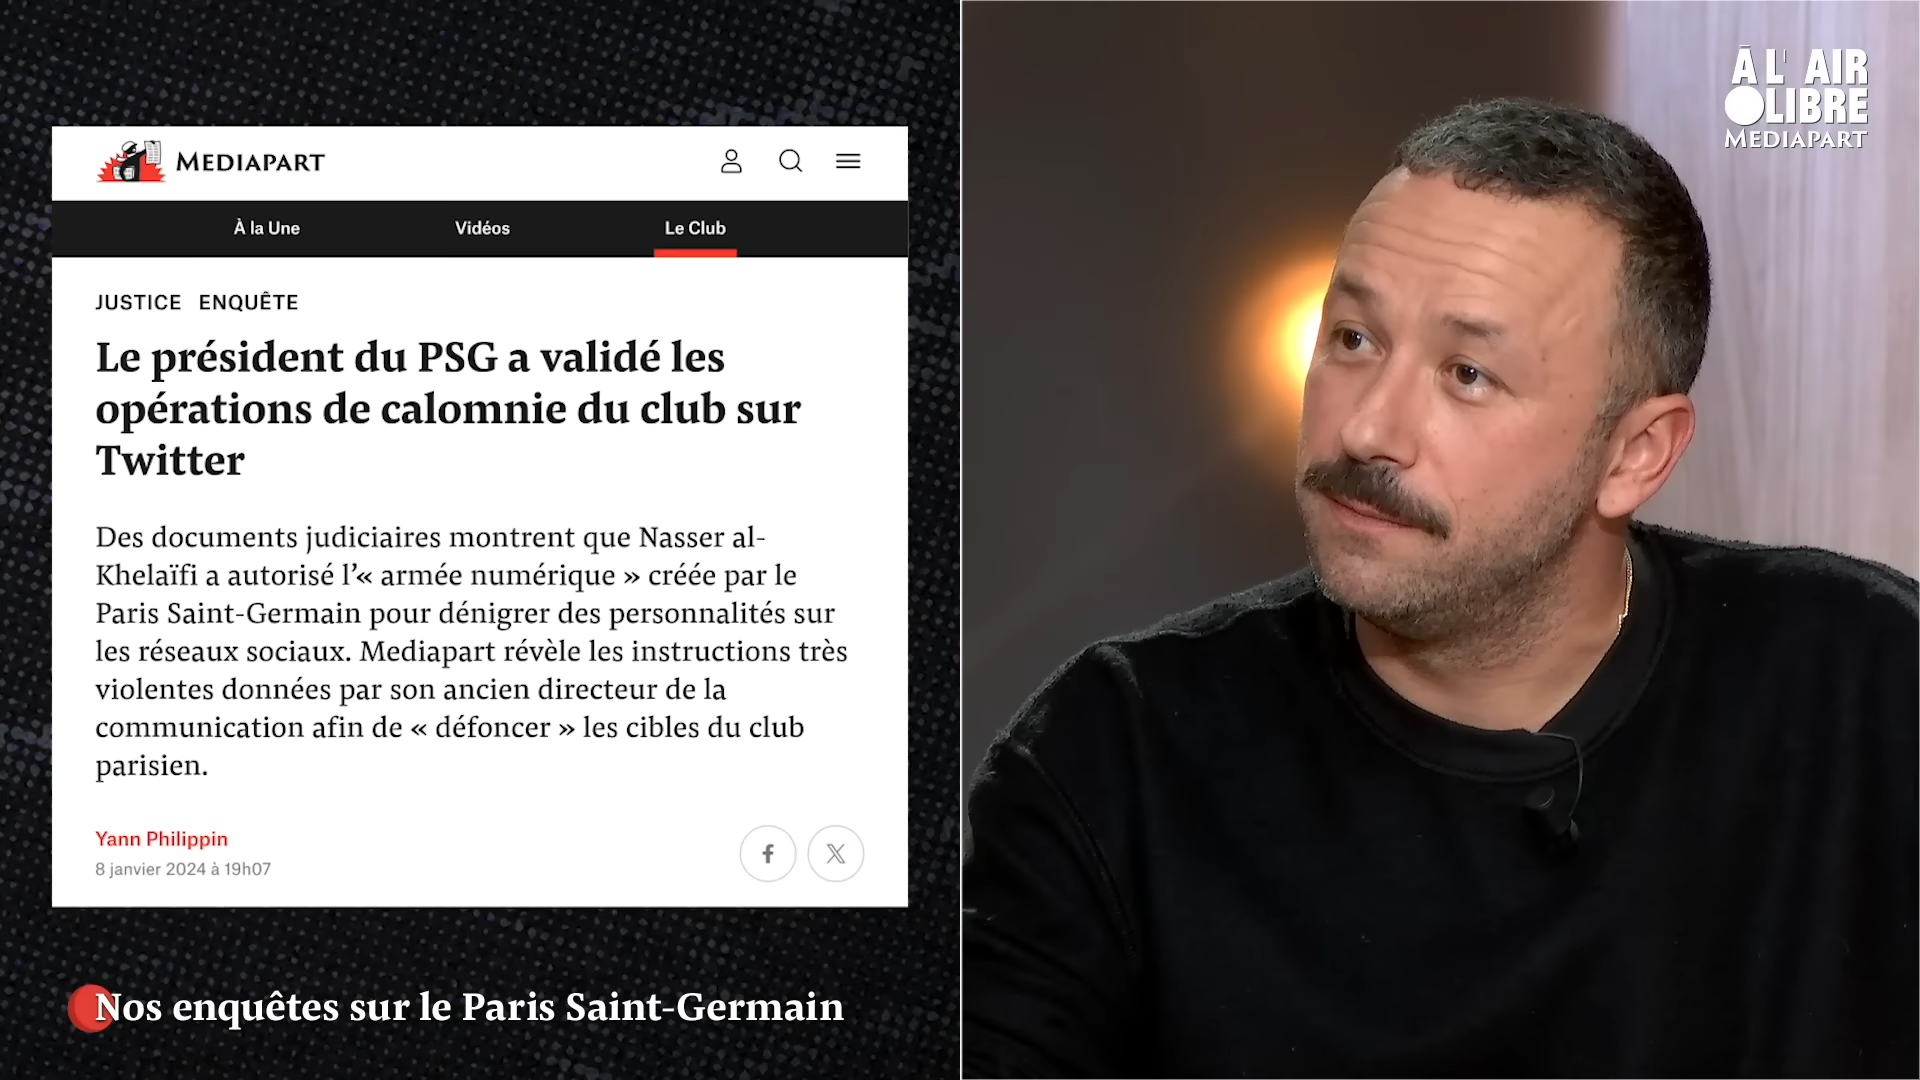 MEDIAPART
À la Une
Vidéos
Le Club
JUSTICE ENQUÊTE
Le président du PSG a validé les
opérations de calomnie du club sur
Twitter
Des documents judiciaires montrent que Nasser al-
Khelaïfi a autorisé l’« armée numérique » créée par le
Paris Saint-Germain pour dénigrer des personnalités sur
les réseaux sociaux. Mediapart révèle les instructions très
violentes données par son ancien directeur de la
communication afin de « défoncer » les cibles du club
parisien.
Yann Philippin
8 janvier 2024 à 19h07
Nos enquêtes sur le Paris Saint-Germain
À L' AIR
LIBRE
MEDIAPART